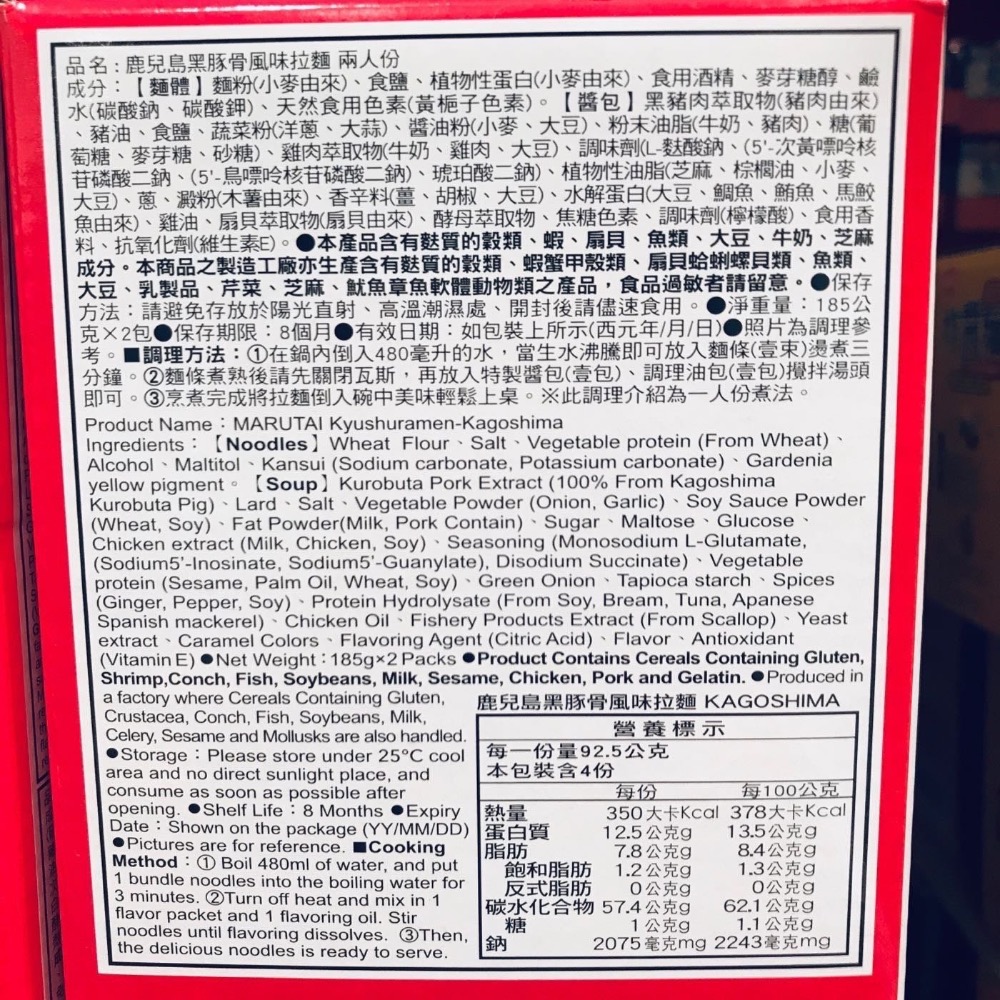 品名:鹿兒島黑豚骨風味拉麵 兩人份
成分:【麵體】麵粉(小麥由來)、食鹽、植物性蛋白(小麥由來)、食用酒精、麥芽糖醇、鹼
水(碳酸鈉、碳酸鉀)、天然食用色素(黃梔子色素)。【醬包】黑豬肉萃取物(豬肉由來)
、豬油、食鹽、蔬菜粉(洋蔥、大蒜)、醬油粉(小麥、大豆)、粉末油脂(牛奶、豬肉)、糖(葡
萄糖、麥芽糖、砂糖)、雞肉萃取物(牛奶、雞肉、大豆)、調味劑(L-麩酸鈉、(5'-次黃嘌呤核
苷磷酸二鈉、(5'-鳥嘌呤核苷磷酸二鈉)、琥珀酸二鈉)、植物性油脂(芝麻、棕櫚油、小麥、
大豆)、蔥、澱粉(木薯由來)、香辛料(薑、胡椒、大豆)、水解蛋白(大豆、鯛魚、鮪魚、馬鮫
魚由來)、雞油、扇貝萃取物(扇貝由來)、酵母萃取物、焦糖色素、調味劑(檸檬酸)、食用香
料、抗氧化劑(維生素E)。●本產品含有麩質的穀類、蝦、扇貝、魚類、大豆、牛奶、芝麻
成分。本商品之製造工廠亦生產含有麩質的穀類、蝦蟹甲殼類、扇貝蛤蜊螺貝類、魚類、
大豆、乳製品、芹菜、芝麻、魷魚章魚軟體動物類之產品，食品過敏者請留意。●保存
方法：請避免存放於陽光直射、高溫潮濕處、開封後請儘速食用。●淨重量：185公
克×2包●保存期限：8個月●有效日期：如包裝上所示(西元年/月/日)●照片為調理參
考。■調理方法：①在鍋內倒入480毫升的水，當生水沸騰即可放入麵條(壹束)燙煮三
分鐘。②麵條煮熟後請先關閉瓦斯，再放入特製醬包(壹包)、調理油包(壹包)攪拌湯頭
即可。③烹煮完成將拉麵倒入碗中美味輕鬆上桌。※此調理介紹為一人份煮法。
Product Name：MARUTAI Kyushuramen-Kagoshima
Ingredients：【Noodles】Wheat Flour、Salt、Vegetable protein (From Wheat)、
Alcohol、Maltitol、Kansui (Sodium carbonate, Potassium carbonate)、Gardenia
yellow pigment。【Soup】Kurobuta Pork Extract (100% From Kagoshima
Kurobuta Pig)、Lard、Salt、Vegetable Powder (Onion, Garlic)、Soy Sauce Powder
(Wheat, Soy)、Fat Powder(Milk, Pork Contain)、Sugar、Maltose、Glucose、
Chicken extract (Milk, Chicken, Soy)、Seasoning (Monosodium L-Glutamate,
(Sodium5'-Inosinate, Sodium5'-Guanylate), Disodium Succinate)、Vegetable
protein (Sesame, Palm Oil, Wheat, Soy)、Green Onion、Tapioca starch、Spices
(Ginger, Pepper, Soy)、Protein Hydrolysate (From Soy, Bream, Tuna, Apanese
Spanish mackerel)、Chicken Oil、Fishery Products Extract (From Scallop)、Yeast
extract、Caramel Colors、Flavoring Agent (Citric Acid)、Flavor、Antioxidant
(Vitamin E) ●Net Weight：185g×2 Packs ●Product Contains Cereals Containing Gluten,
Shrimp,Conch, Fish, Soybeans, Milk, Sesame, Chicken, Pork and Gelatin. ●Produced in
a factory where Cereals Containing Gluten,
Crustacea, Conch, Fish, Soybeans, Milk,
Celery, Sesame and Mollusks are also handled.
●Storage：Please store under 25°C cool
area and no direct sunlight place, and
consume as soon as possible after
opening. ●Shelf Life：8 Months ●Expiry
Date：Shown on the package (YY/MM/DD)
●Pictures are for reference. ■Cooking
Method：① Boil 480ml of water, and put
1 bundle noodles into the boiling water for
3 minutes. ②Turn off heat and mix in 1
flavor packet and 1 flavoring oil. Stir
noodles until flavoring dissolves. ③Then,
the delicious noodles is ready to serve.
鹿兒島黑豚骨風味拉麵 KAGOSHIMA
營養標示
每一份量92.5公克
本包裝含4份
每份 每100公克
熱量 350大卡Kcal 378大卡Kcal
蛋白質 12.5公克g 13.5公克g
脂肪 7.8公克g 8.4公克g
飽和脂肪 1.2公克g 1.3公克g
反式脂肪 0公克g 0公克g
碳水化合物 57.4公克g 62.1公克g
糖 1公克g 1.1公克g
鈉 2075毫克mg 2243毫克mg